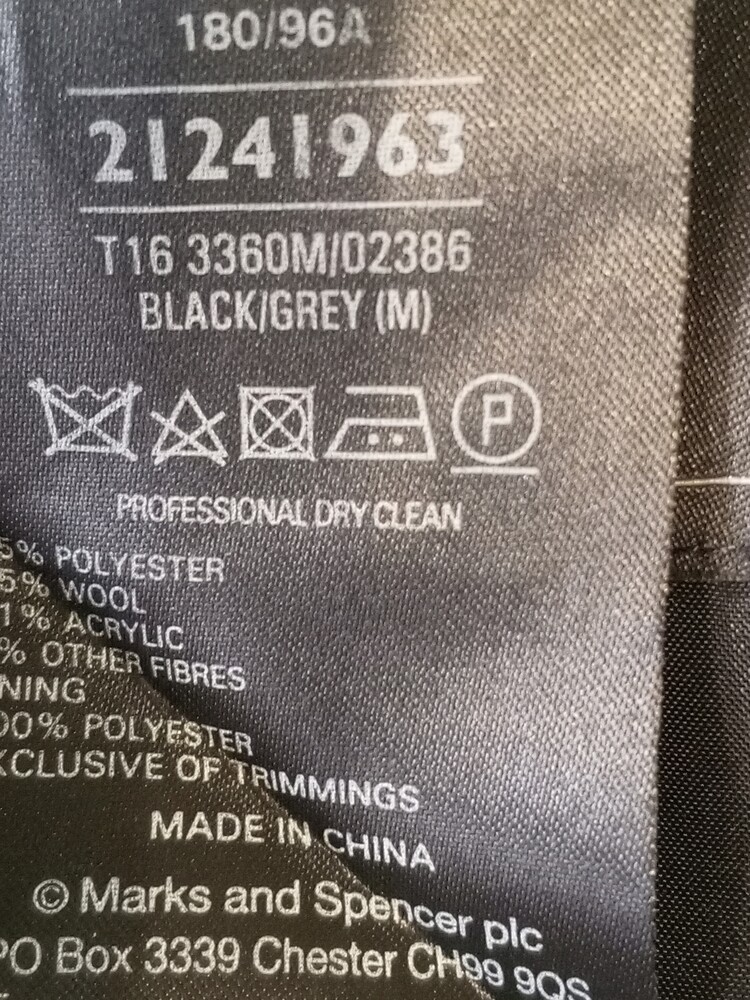 180/96A
21241963
T16 3360M/02386
BLACK/GREY (M)
P
PROFESSIONAL DRY CLEAN
5% POLYESTER
5% WOOL
1% ACRYLIC
% OTHER FIBRES
NING
00% POLYESTER
XCLUSIVE OF TRIMMINGS
MADE IN CHINA
© Marks and Spencer plc
PO Box 3339 Chester CH99 9QS